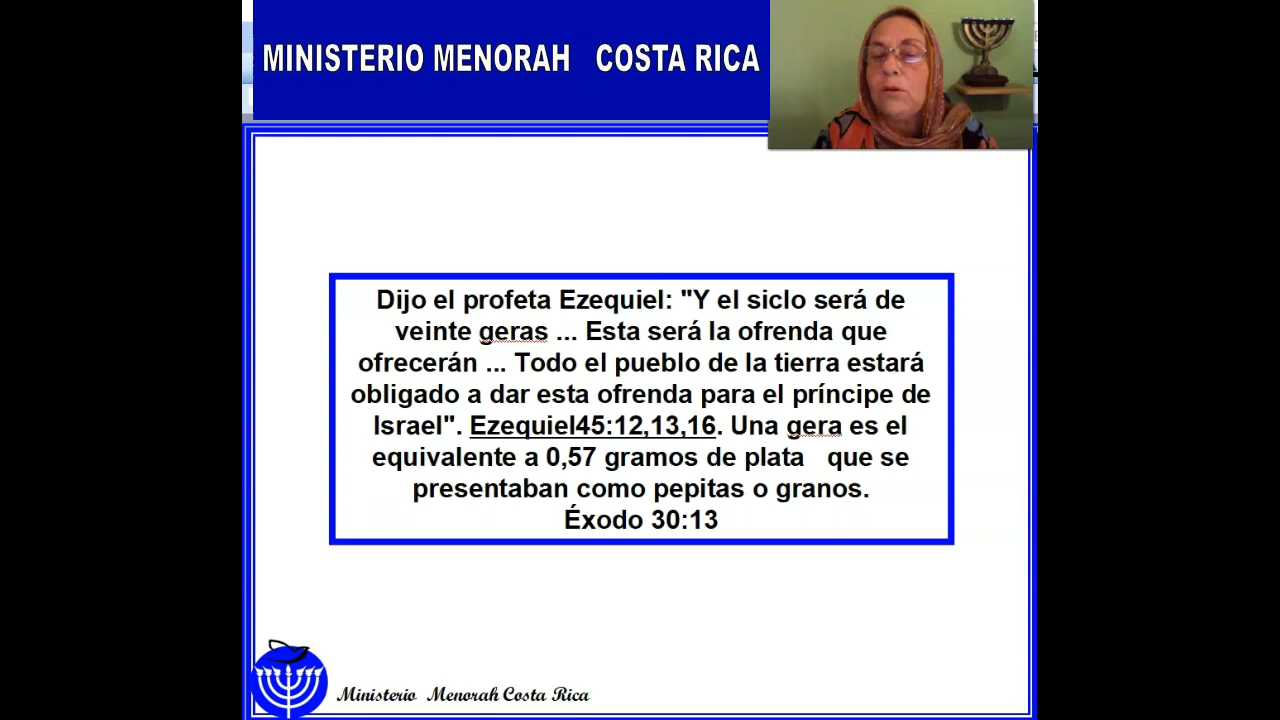 MINISTERIO MENORAH COSTA RICA
Dijo el profeta Ezequiel: "Y el siclo será de
veinte geras ... Esta será la ofrenda que
ofrecerán ... Todo el pueblo de la tierra estará
obligado a dar esta ofrenda para el príncipe de
Israel". Ezequiel45:12,13,16. Una gera es el
equivalente a 0,57 gramos de plata que se
presentaban como pepitas o granos.
Éxodo 30:13
Ministerio Menorah Costa Rica